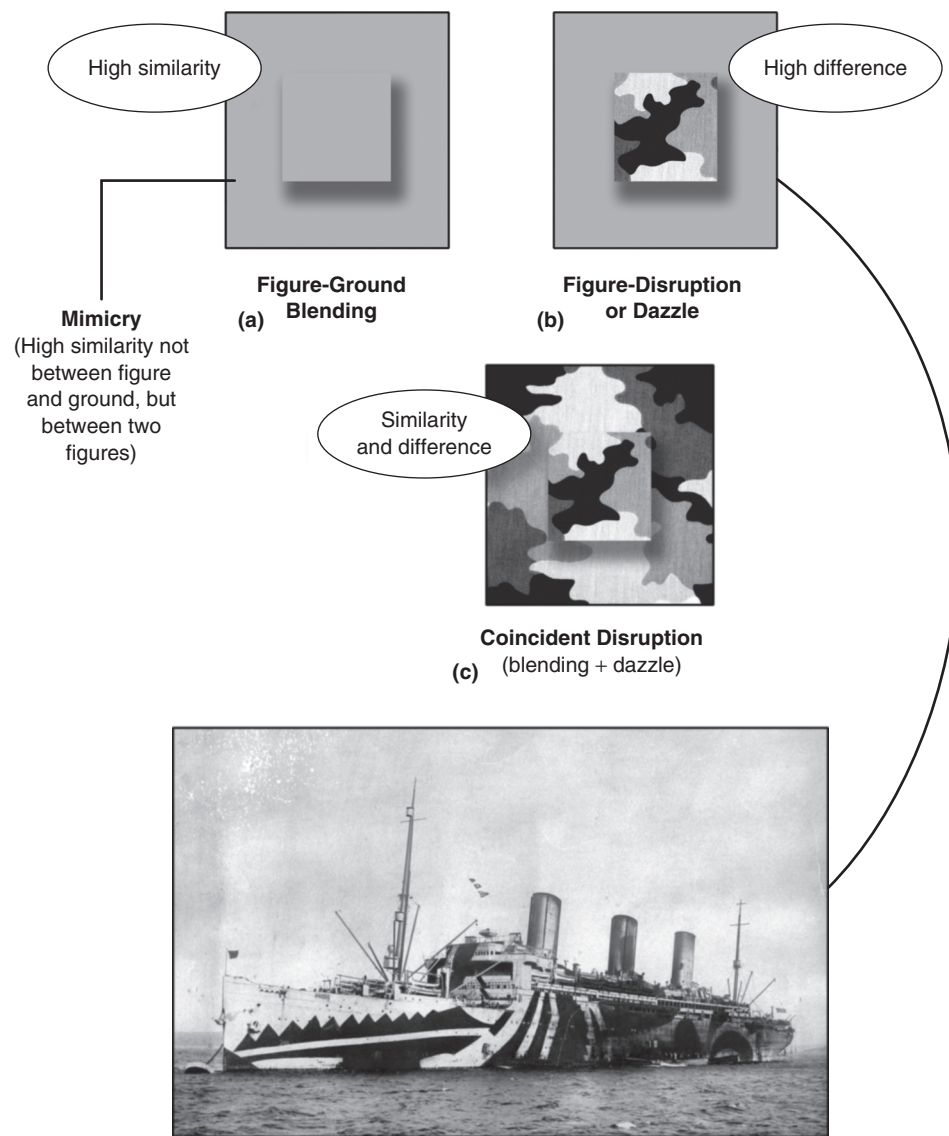 High similarity
High difference
Figure-Ground
Blending
(a)
Figure-Disruption
or Dazzle
(b)
Mimicry
(High similarity not
between figure
and ground, but
between two
figures)
Similarity
and difference
Coincident Disruption
(blending + dazzle)
(c)